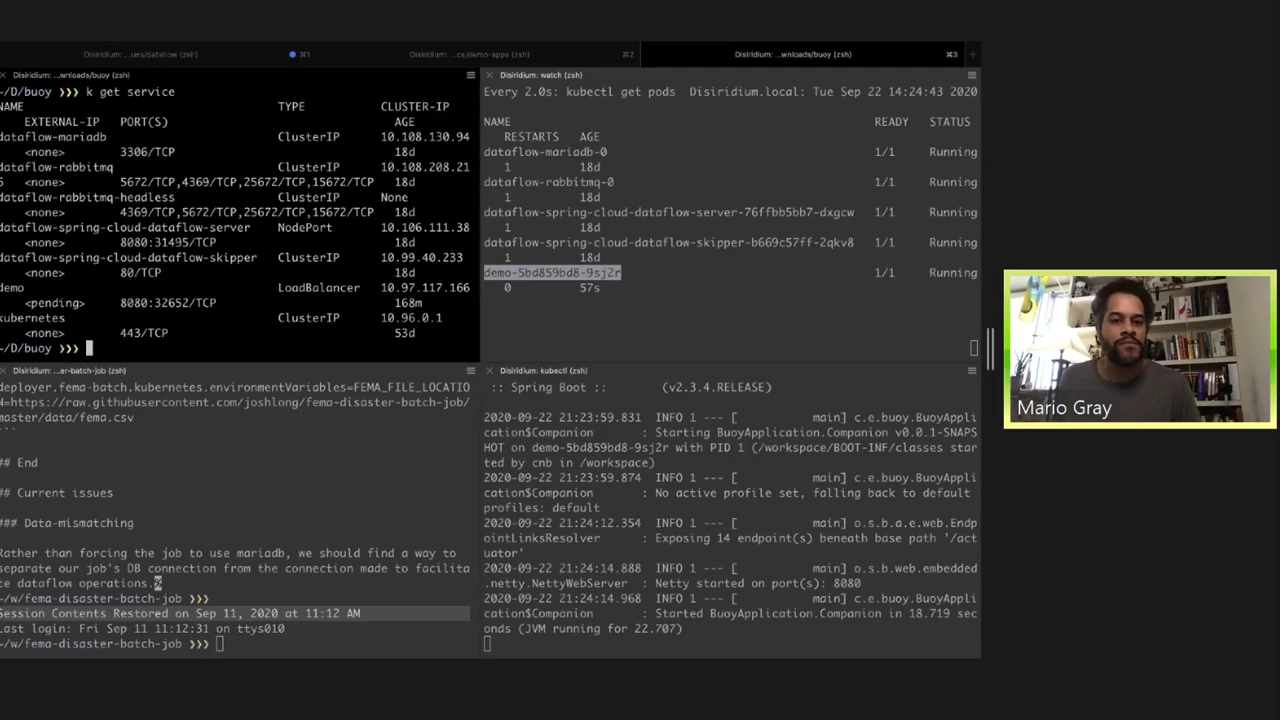 Disiridium: ...ues/dataflow (zsh) ⌘1 Disiridium: ...ce/demo-apps (zsh) ⌘2 Disiridium: ...wnloads/buoy (zsh) ⌘3 +
Disiridium: ...wnloads/buoy (zsh)
~/D/buoy ❯❯❯ k get service
NAME TYPE CLUSTER-IP
EXTERNAL-IP PORT(S) AGE
dataflow-mariadb ClusterIP 10.108.130.94
<none> 3306/TCP 18d
dataflow-rabbitmq ClusterIP 10.108.208.21
5 <none> 5672/TCP,4369/TCP,25672/TCP,15672/TCP 18d
dataflow-rabbitmq-headless ClusterIP None
<none> 4369/TCP,5672/TCP,25672/TCP,15672/TCP 18d
dataflow-spring-cloud-dataflow-server NodePort 10.106.111.38
<none> 8080:31495/TCP 18d
dataflow-spring-cloud-dataflow-skipper ClusterIP 10.99.40.233
<none> 80/TCP 18d
demo LoadBalancer 10.97.117.166
<pending> 8080:32652/TCP 168m
kubernetes ClusterIP 10.96.0.1
<none> 443/TCP 53d
~/D/buoy ❯❯❯
Disiridium: watch (zsh)
Every 2.0s: kubectl get pods Disiridium.local: Tue Sep 22 14:24:43 2020
NAME READY STATUS
RESTARTS AGE
dataflow-mariadb-0 1/1 Running
1 18d
dataflow-rabbitmq-0 1/1 Running
1 18d
dataflow-spring-cloud-dataflow-server-76ffbb5bb7-dxgcw 1/1 Running
1 18d
dataflow-spring-cloud-dataflow-skipper-b669c57ff-2qkv8 1/1 Running
1 18d
demo-5bd859bd8-9sj2r 1/1 Running
0 57s
Disiridium: ...er-batch-job (zsh)
deployer.fema-batch.kubernetes.environmentVariables=FEMA_FILE_LOCATIO
N=https://raw.githubusercontent.com/joshlong/fema-disaster-batch-job/
master/data/fema.csv
```
## End
## Current issues
### Data-mismatching
Rather than forcing the job to use mariadb, we should find a way to
separate our job's DB connection from the connection made to facilita
te dataflow operations.%
~/w/fema-disaster-batch-job ❯❯❯
Session Contents Restored on Sep 11, 2020 at 11:12 AM
Last login: Fri Sep 11 11:12:31 on ttys010
~/w/fema-disaster-batch-job ❯❯❯
Disiridium: kubectl (zsh)
:: Spring Boot :: (v2.3.4.RELEASE)
2020-09-22 21:23:59.831 INFO 1 --- [ main] c.e.buoy.BuoyAppli
cation$Companion : Starting BuoyApplication.Companion v0.0.1-SNAPS
HOT on demo-5bd859bd8-9sj2r with PID 1 (/workspace/BOOT-INF/classes star
ted by cnb in /workspace)
2020-09-22 21:23:59.874 INFO 1 --- [ main] c.e.buoy.BuoyAppli
cation$Companion : No active profile set, falling back to default
profiles: default
2020-09-22 21:24:12.354 INFO 1 --- [ main] o.s.b.a.e.web.Endp
ointLinksResolver : Exposing 14 endpoint(s) beneath base path '/act
uator'
2020-09-22 21:24:14.888 INFO 1 --- [ main] o.s.b.web.embedded
.netty.NettyWebServer : Netty started on port(s): 8080
2020-09-22 21:24:14.968 INFO 1 --- [ main] c.e.buoy.BuoyAppli
cation$Companion : Started BuoyApplication.Companion in 18.719 sec
onds (JVM running for 22.707)
Mario Gray